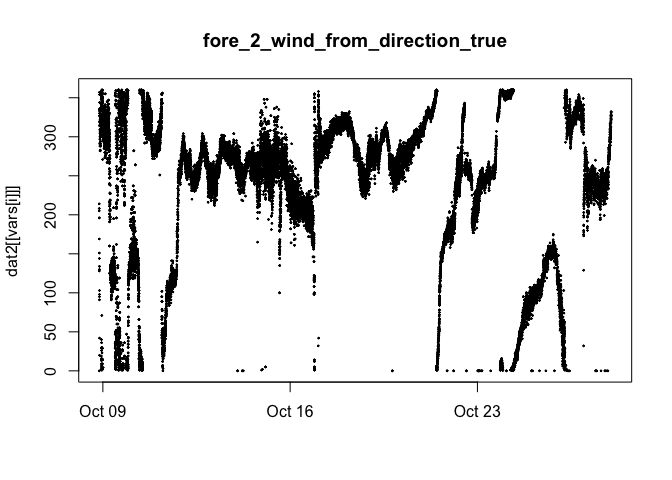 fore_2_wind_from_direction_true
dat2[[vars[i]]]
300
200
100
50
0
Oct 09
Oct 16
Oct 23